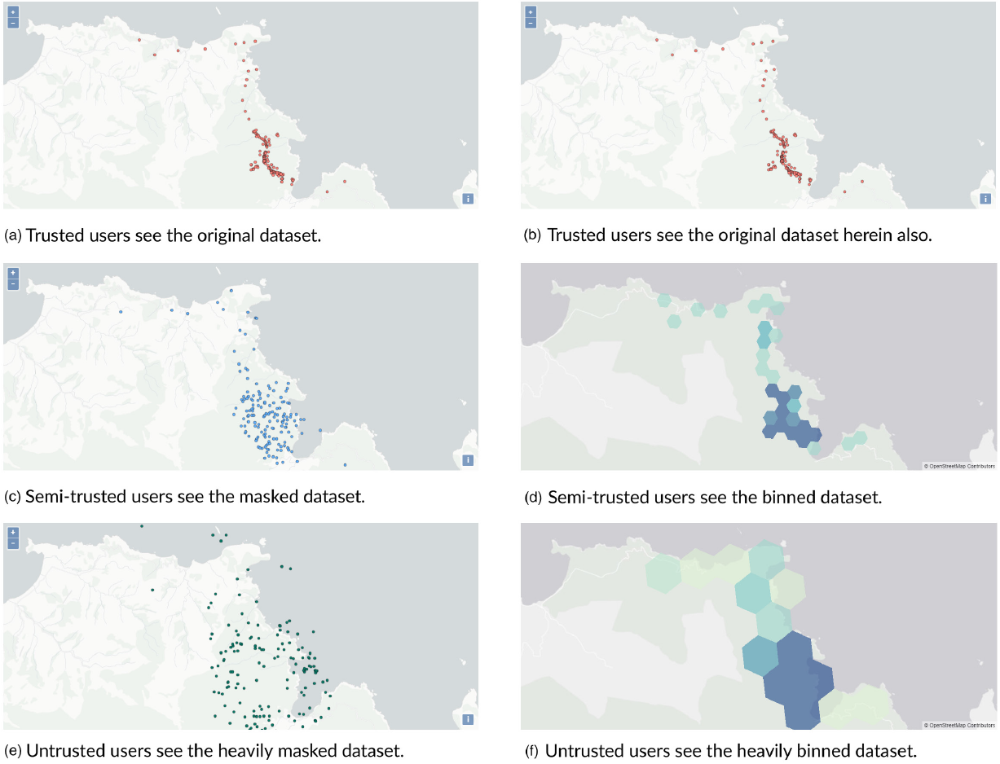 +
−
i
+
−
i
(a) Trusted users see the original dataset.
(b) Trusted users see the original dataset herein also.
+
−
i
© OpenStreetMap Contributors
(c) Semi-trusted users see the masked dataset.
(d) Semi-trusted users see the binned dataset.
+
−
i
© OpenStreetMap Contributors
(e) Untrusted users see the heavily masked dataset.
(f) Untrusted users see the heavily binned dataset.